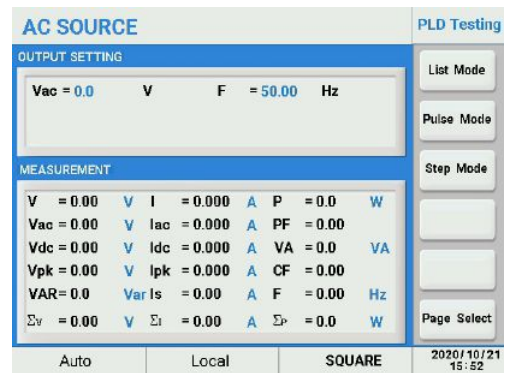 AC SOURCE
PLD Testing
OUTPUT SETTING
Vac = 0.0 V F = 50.00 Hz
List Mode
Pulse Mode
MEASUREMENT
Step Mode
V = 0.00 V I = 0.000 A P = 0.0 W
Vac = 0.00 V Iac = 0.000 A PF = 0.00
Vdc = 0.00 V Idc = 0.000 A VA = 0.0 VA
Vpk = 0.00 V Ipk = 0.000 A CF = 0.00
VAR= 0.0 Var Is = 0.00 A F = 0.00 Hz
Σv = 0.00 V Σı = 0.00 A Σp = 0.0 W
Page Select
Auto Local SQUARE 2020/10/21
15:52